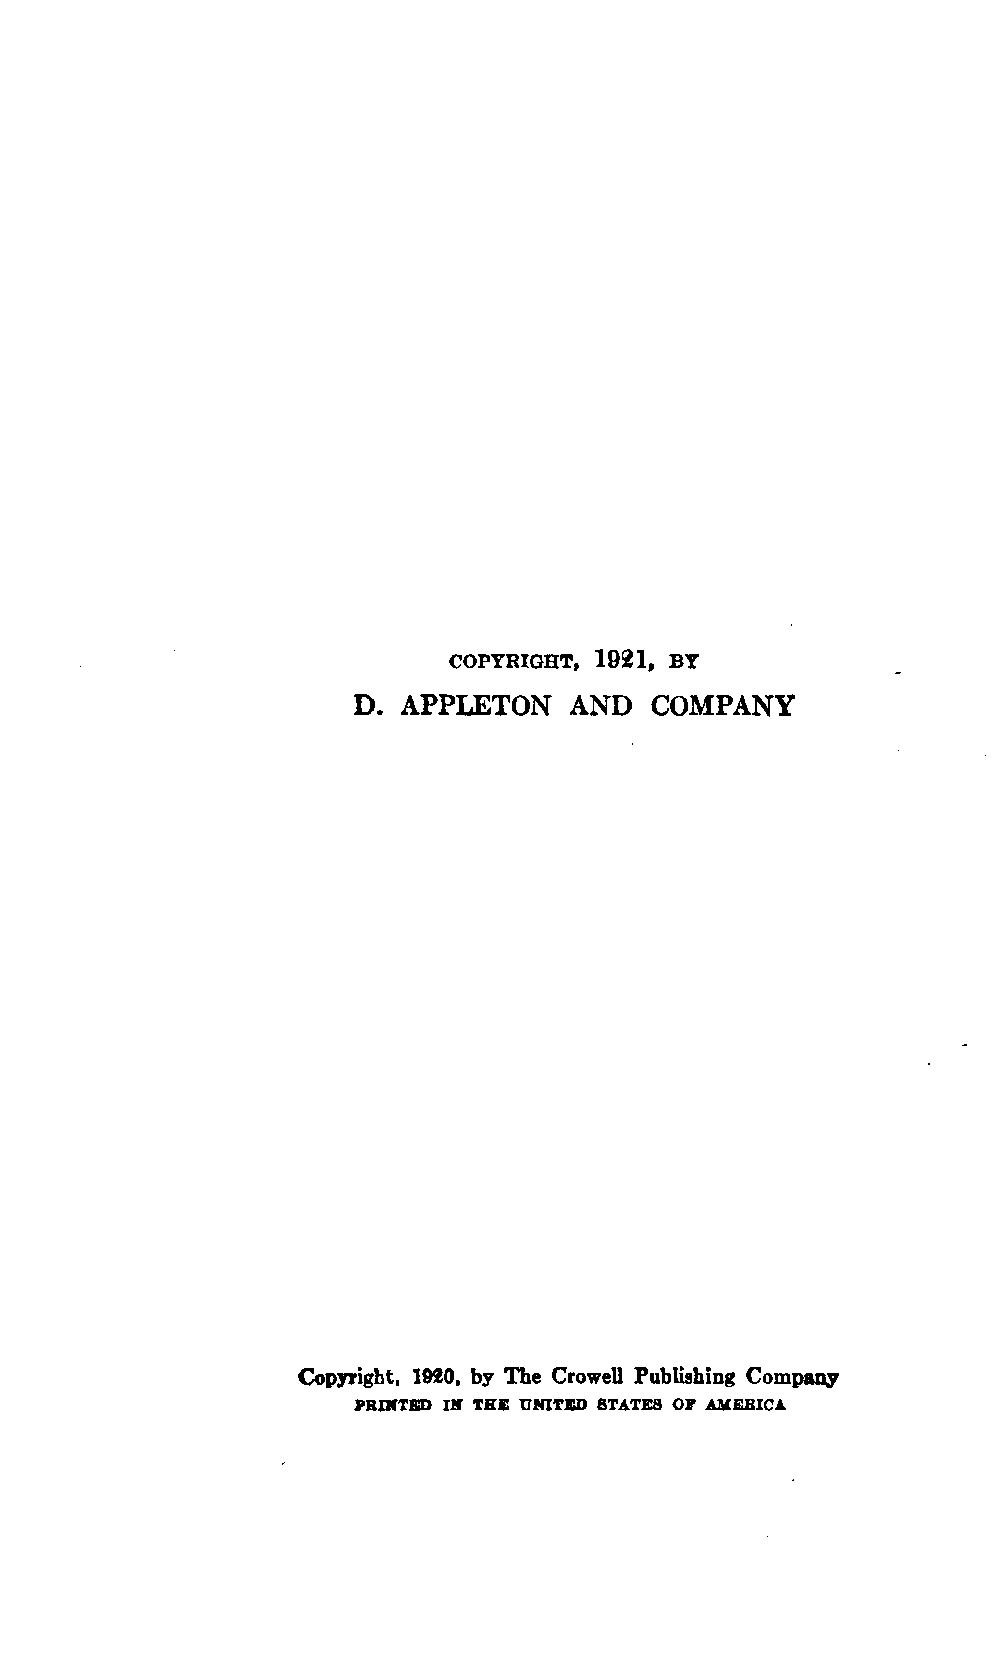 COPYRIGHT, 1921, BY
D. APPLETON AND COMPANY
Copyright, 1920, by The Crowell Publishing Company
PRINTED IN THE UNITED STATES OF AMERICA